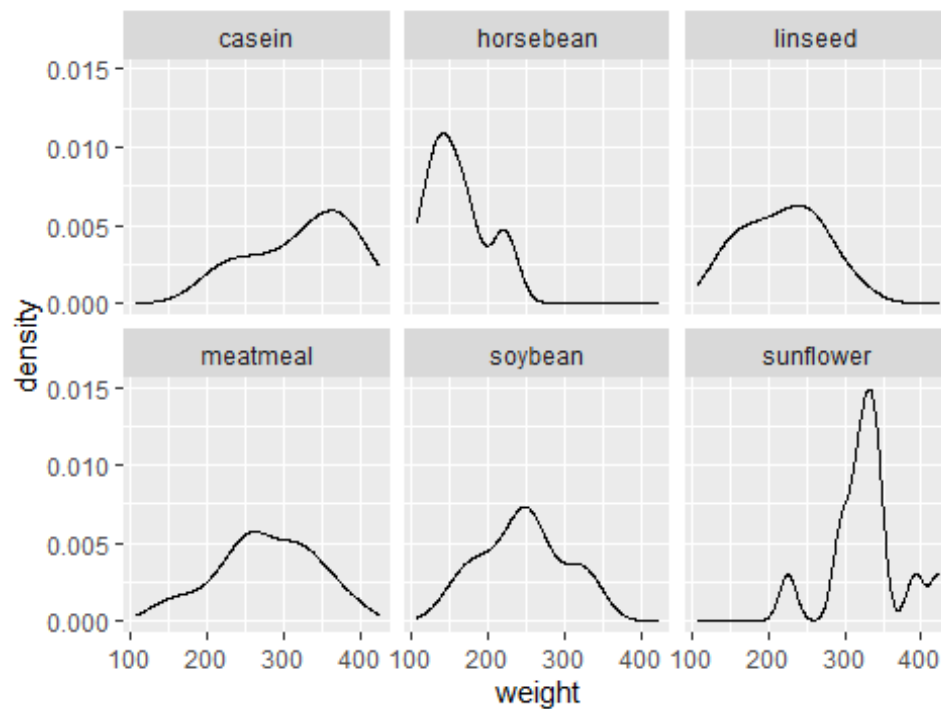 casein horsebean linseed
0.015
0.010
0.005
0.000
density
meatmeal soybean sunflower
0.015
0.010
0.005
0.000
100 200 300 400 100 200 300 400 100 200 300 400
weight